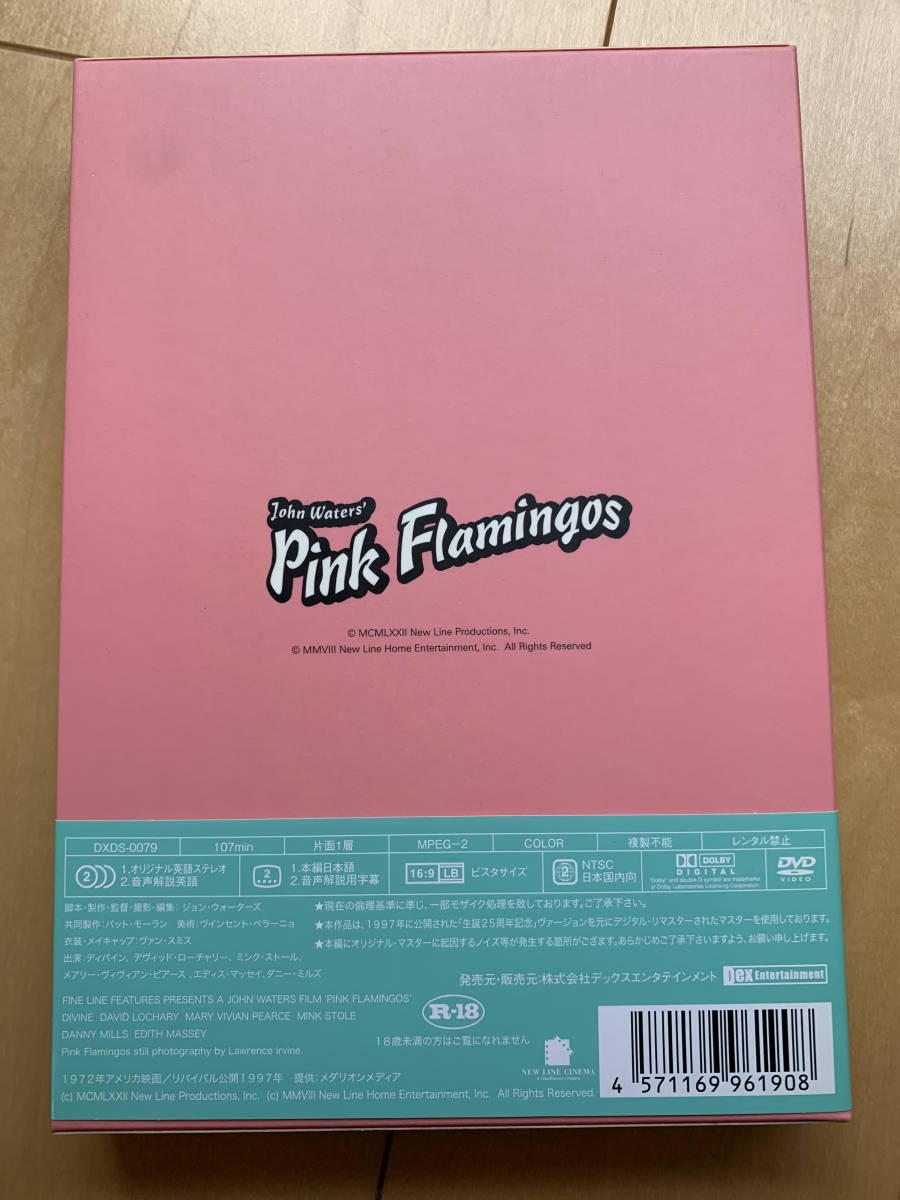 John Waters'
Pink Flamingos
© MCMLXXII New Line Productions, Inc.
© MMVIII New Line Home Entertainment, Inc. All Rights Reserved
DXDS-0079 107min 片面1層 MPEG-2 COLOR 複製不能 レンタル禁止
2 1.オリジナル英語ステレオ
2.音声解説英語
2 1.本編日本語
2.音声解説用字幕
16:9 LB ビスタサイズ
2 NTSC
日本国内向
DOLBY
DIGITAL
"Dolby" and double-D symbol are trademarks
of Dolby Laboratories Licensing Corporation.
DVD
VIDEO
脚本・製作・監督・撮影・編集: ジョン・ウォーターズ
共同製作: パット・モーラン 美術: ヴィンセント・ペラーニョ
衣装・メイキャップ: ヴァン・スミス
出演: ディバイン、デヴィッド・ローチャリー、ミンク・ストール、
メアリー・ヴィヴィアン・ピアース、エディス・マッセイ、ダニー・ミルズ
★現在の倫理基準に準じ、一部モザイク処理を致しております。ご了承下さい。
★本作品は、1997年に公開された「生誕25周年記念」ヴァージョンを元にデジタル・リマスターされたマスターを使用しております。
★本編にオリジナル・マスターに起因するノイズ等が発生する箇所がござます。あらかじめご了承下さいますよう、お願い申し上げます。
発売元・販売元:株式会社デックスエンタテインメント dex Entertainment
FINE LINE FEATURES PRESENTS A JOHN WATERS FILM 'PINK FLAMINGOS'
DIVINE DAVID LOCHARY MARY VIVIAN PEARCE MINK STOLE
DANNY MILLS EDITH MASSEY
Pink Flamingos still photography by Lawrence irvine.
R-18
18歳未満の方はご覧になれません
NEW LINE CINEMA
A Time Warner Company
1972年アメリカ映画/リバイバル公開1997年 提供:メダリオンメディア
(c) MCMLXXII New Line Productions, Inc. (c) MMVIII New Line Home Entertainment, Inc. All Rights Reserved.
4 571169 961908